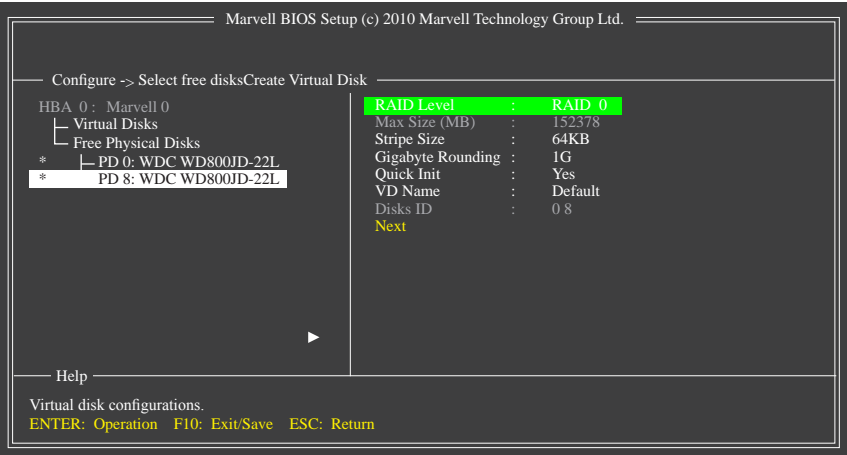 Marvell BIOS Setup (c) 2010 Marvell Technology Group Ltd.
Configure -> Select free disksCreate Virtual Disk
HBA 0 : Marvell 0
Virtual Disks
Free Physical Disks
* PD 0: WDC WD800JD-22L
* PD 8: WDC WD800JD-22L
RAID Level : RAID 0
Max Size (MB) : 152378
Stripe Size : 64KB
Gigabyte Rounding : 1G
Quick Init : Yes
VD Name : Default
Disks ID : 0 8
Next
Help
Virtual disk configurations.
ENTER: Operation F10: Exit/Save ESC: Return